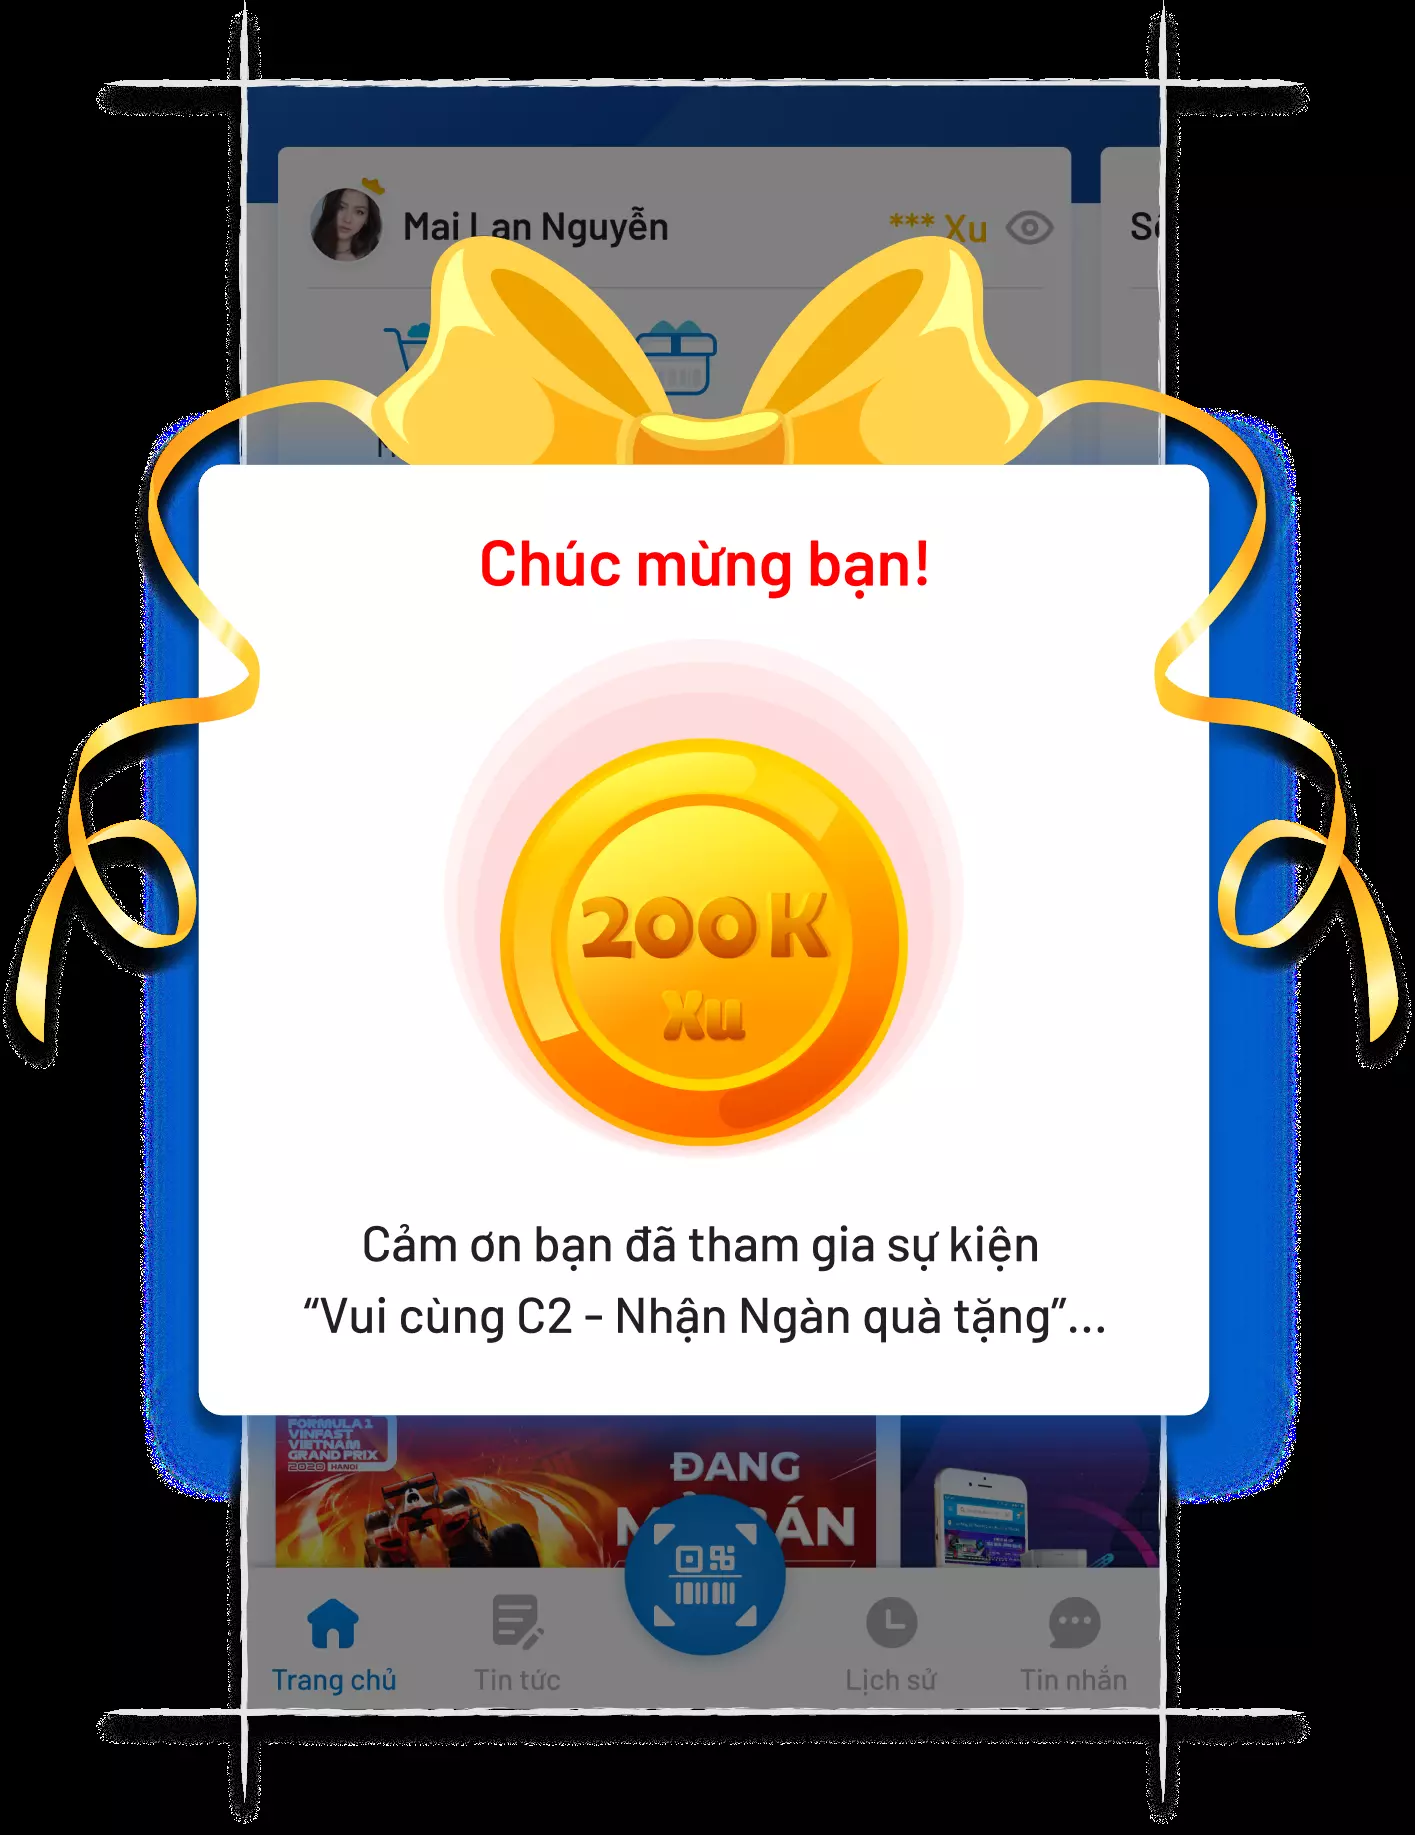 Mai Lan Nguyễn
*** Xu
Chúc mừng bạn!
200K
Xu
Cảm ơn bạn đã tham gia sự kiện
“Vui cùng C2 - Nhận Ngàn quà tặng”...
FORMULA 1
VINFAST
VIETNAM
GRAND PRIX
2020 HANOI
ĐANG
BÁN
Trang chủ
Tin tức
Lịch sử
Tin nhắn